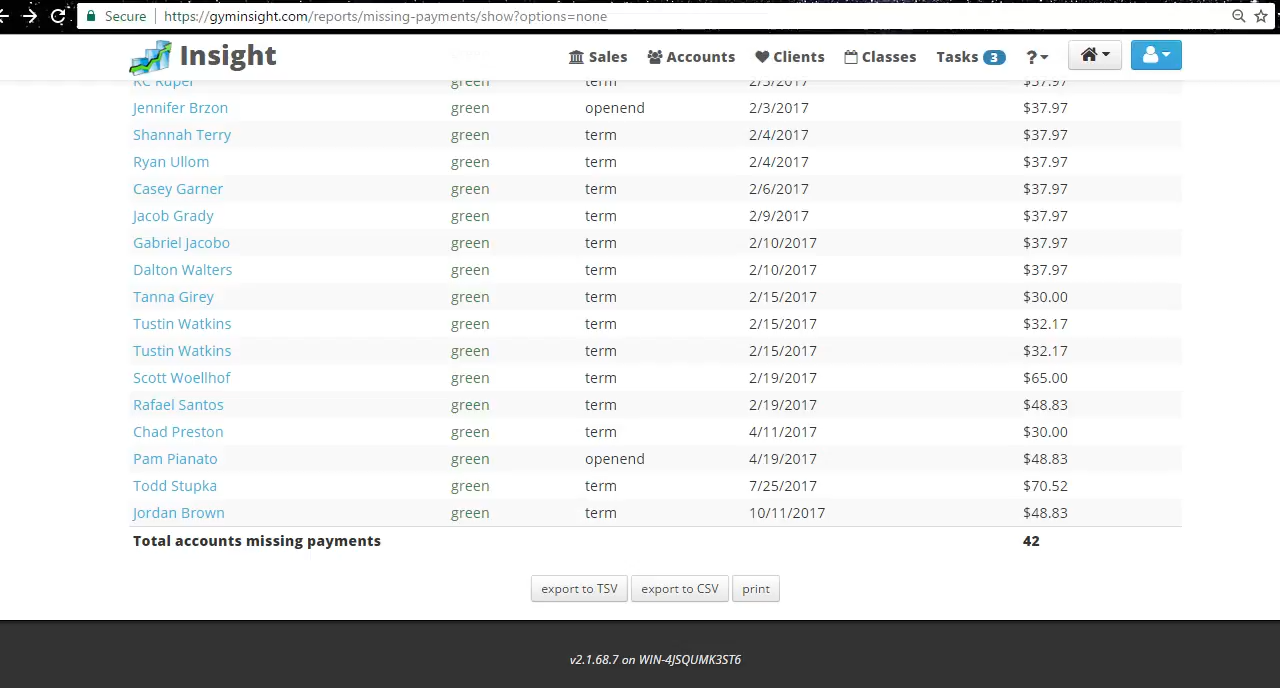 Secure https://gyminsight.com/reports/missing-payments/show?options=none
Insight Sales Accounts Clients Classes Tasks 3 ?
RC Ruper green term 2/3/2017 $37.97
Jennifer Brzon green openend 2/3/2017 $37.97
Shannah Terry green term 2/4/2017 $37.97
Ryan Ullom green term 2/4/2017 $37.97
Casey Garner green term 2/6/2017 $37.97
Jacob Grady green term 2/9/2017 $37.97
Gabriel Jacobo green term 2/10/2017 $37.97
Dalton Walters green term 2/10/2017 $37.97
Tanna Girey green term 2/15/2017 $30.00
Tustin Watkins green term 2/15/2017 $32.17
Tustin Watkins green term 2/15/2017 $32.17
Scott Woellhof green term 2/19/2017 $65.00
Rafael Santos green term 2/19/2017 $48.83
Chad Preston green term 4/11/2017 $30.00
Pam Pianato green openend 4/19/2017 $48.83
Todd Stupka green term 7/25/2017 $70.52
Jordan Brown green term 10/11/2017 $48.83
Total accounts missing payments 42
export to TSV export to CSV print
v2.1.68.7 on WIN-4JSQUMK3ST6